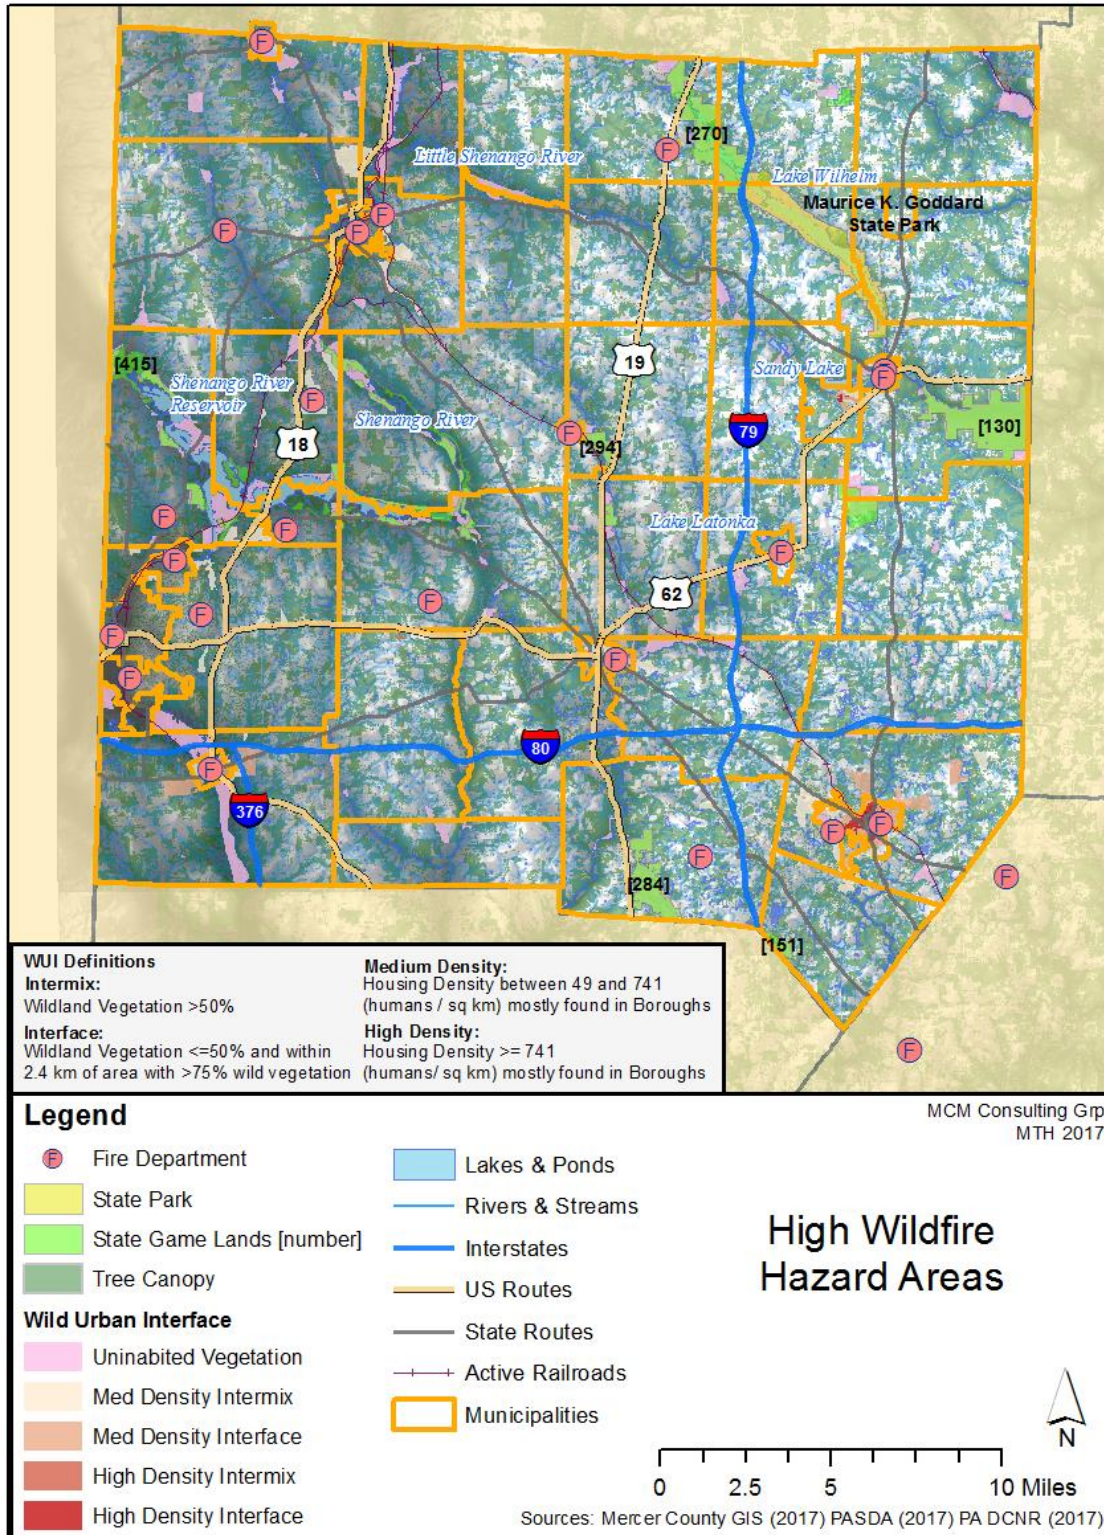 F
F
[270]
F
Little Shenango River
Lake Wilhelm
Maurice K. Goddard
State Park
F
F
F
[415]
19
Sandy Lake
F
Shenango River
Reservoir
F
Shenango River
[130]
79
F
[294]
18
F
Lake Latonka
F
F
F
62
F
F
F
F
F
80
F
376
F
F
F
F
[284]
[151]
F
WUI Definitions
Intermix:
Wildland Vegetation >50%
Interface:
Wildland Vegetation <=50% and within
2.4 km of area with >75% wild vegetation
Medium Density:
Housing Density between 49 and 741
(humans / sq km) mostly found in Boroughs
High Density:
Housing Density >= 741
(humans/ sq km) mostly found in Boroughs
MCM Consulting Grp
MTH 2017
Legend
F Fire Department
State Park
State Game Lands [number]
Tree Canopy
Wild Urban Interface
Uninabited Vegetation
Med Density Intermix
Med Density Interface
High Density Intermix
High Density Interface
Lakes & Ponds
Rivers & Streams
Interstates
US Routes
State Routes
Active Railroads
Municipalities
High Wildfire
Hazard Areas
N
0 2.5 5 10 Miles
Sources: Mercer County GIS (2017) PASDA (2017) PA DCNR (2017)